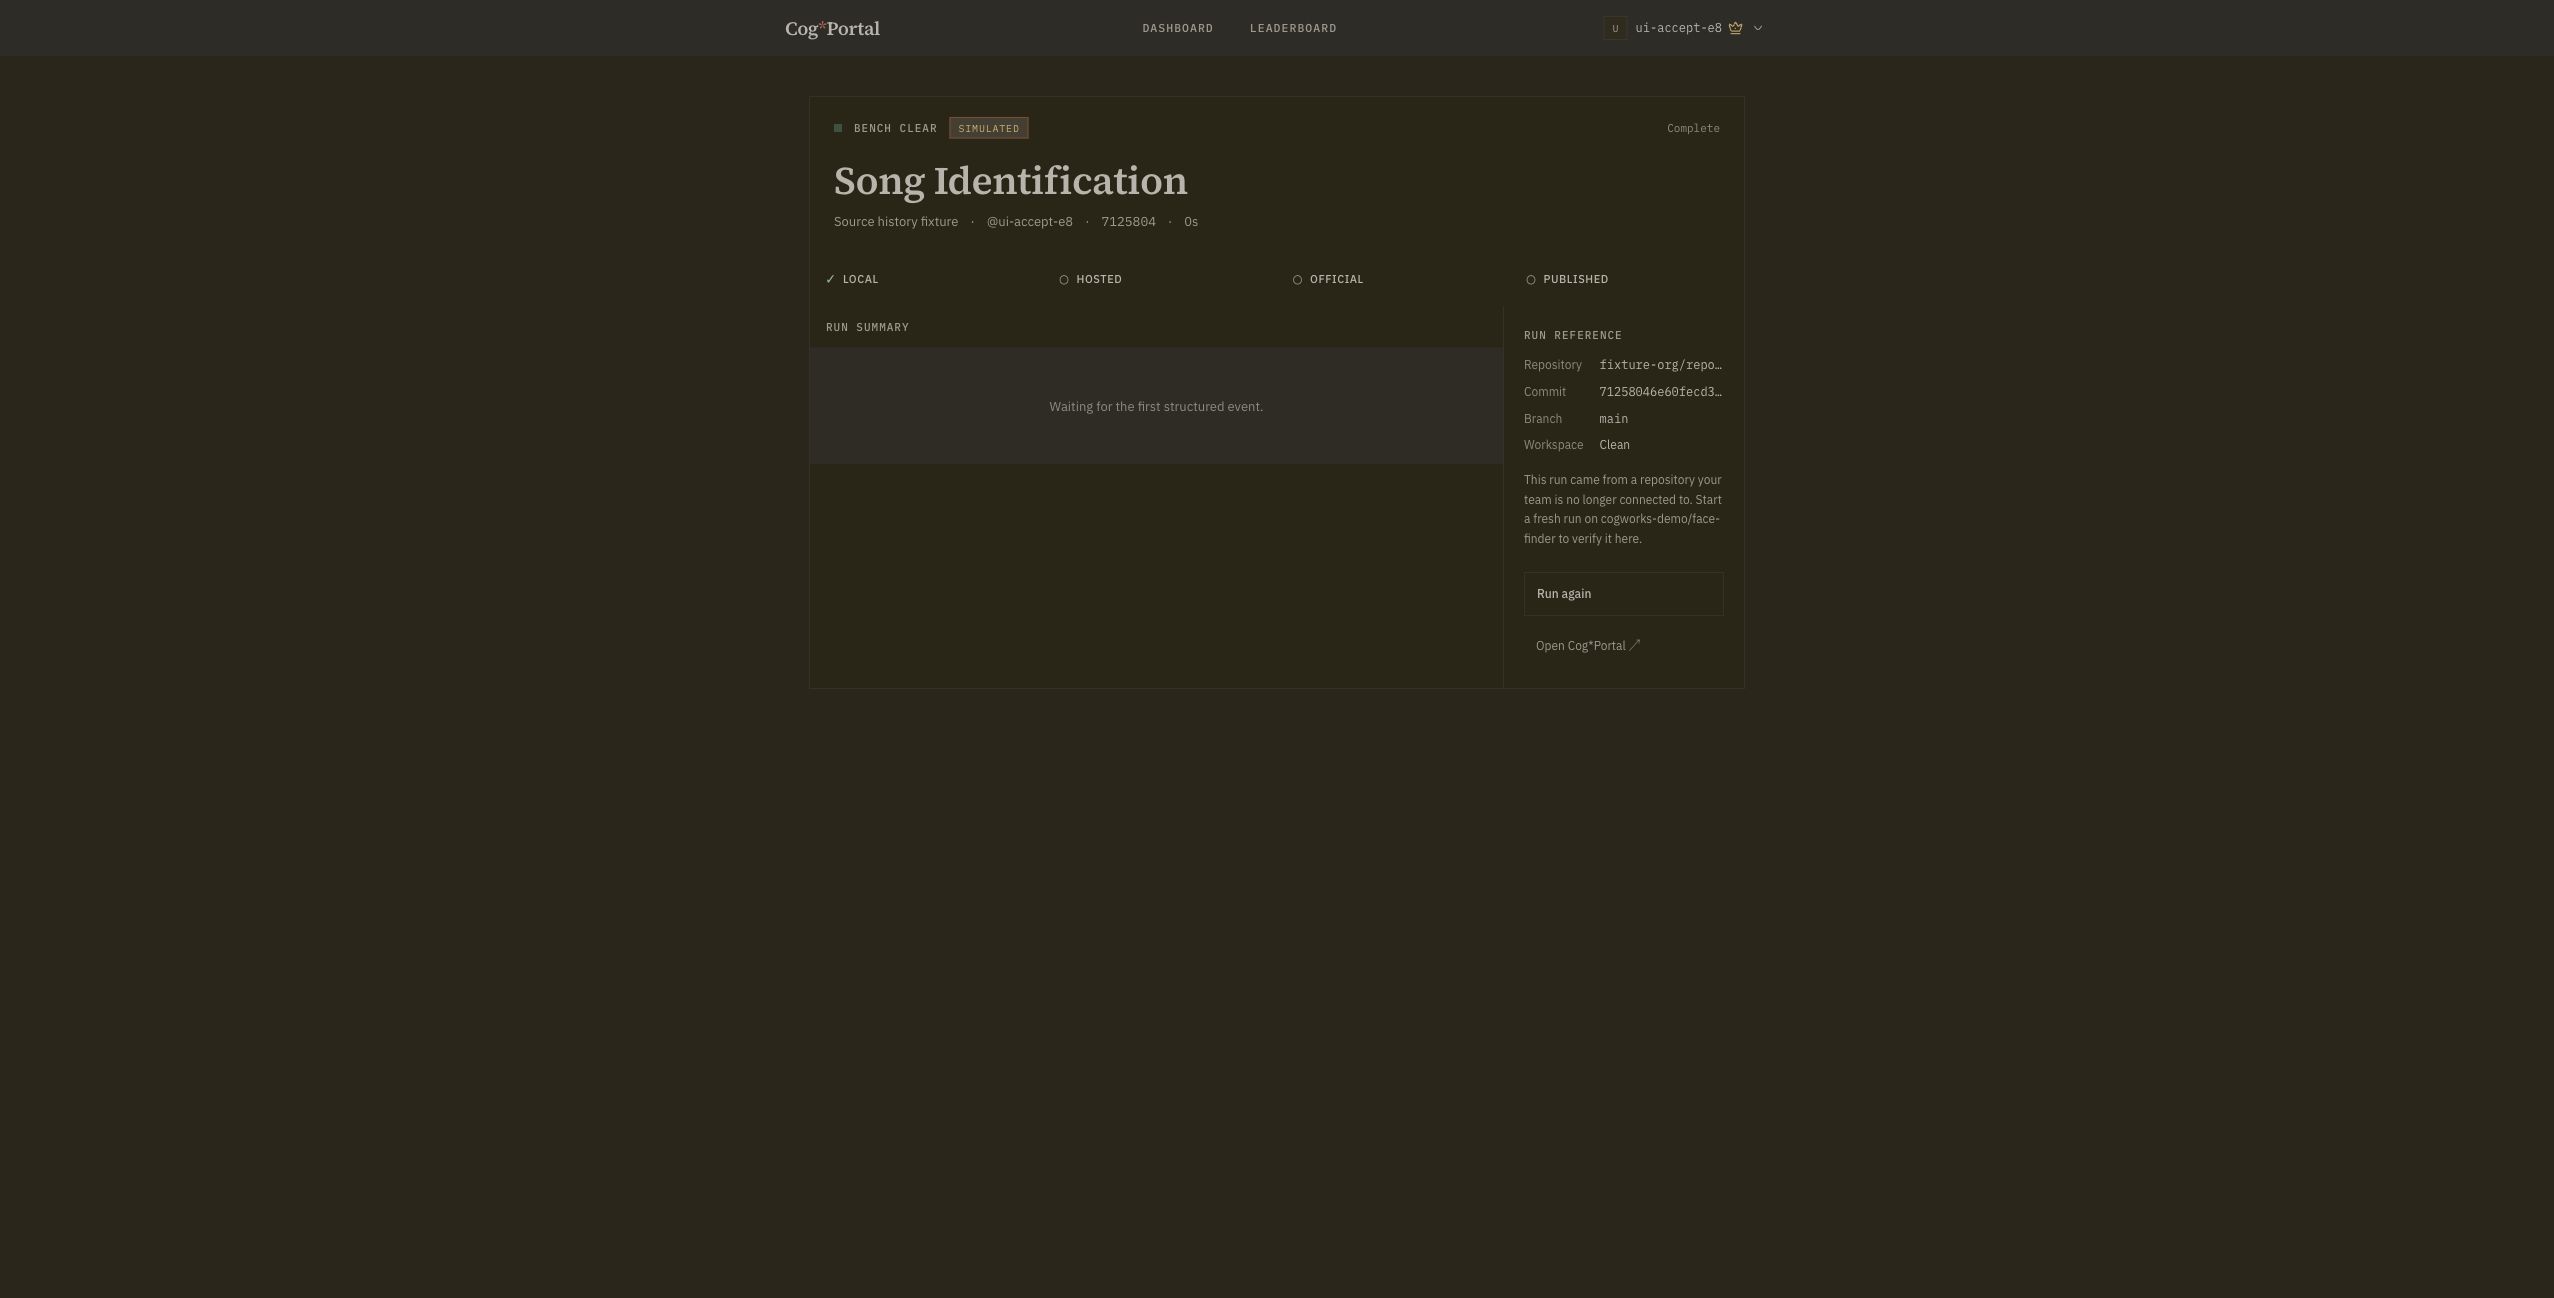 Cog*Portal
DASHBOARD
LEADERBOARD
U
ui-accept-e8
BENCH CLEAR
SIMULATED
Complete
Song Identification
Source history fixture · @ui-accept-e8 · 7125804 · 0s
✓ LOCAL
HOSTED
OFFICIAL
PUBLISHED
RUN SUMMARY
Waiting for the first structured event.
RUN REFERENCE
Repository fixture-org/repo…
Commit 71258046e60fecd3…
Branch main
Workspace Clean
This run came from a repository your
team is no longer connected to. Start
a fresh run on cogworks-demo/face-
finder to verify it here.
Run again
Open Cog*Portal ↗